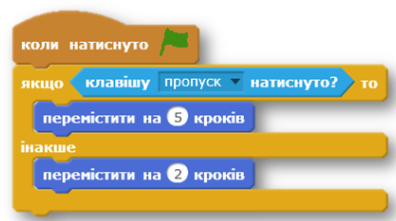 коли натиснуто
якщо клавішу пропуск натиснуто? то
перемістити на 5 кроків
інакше
перемістити на 2 кроків